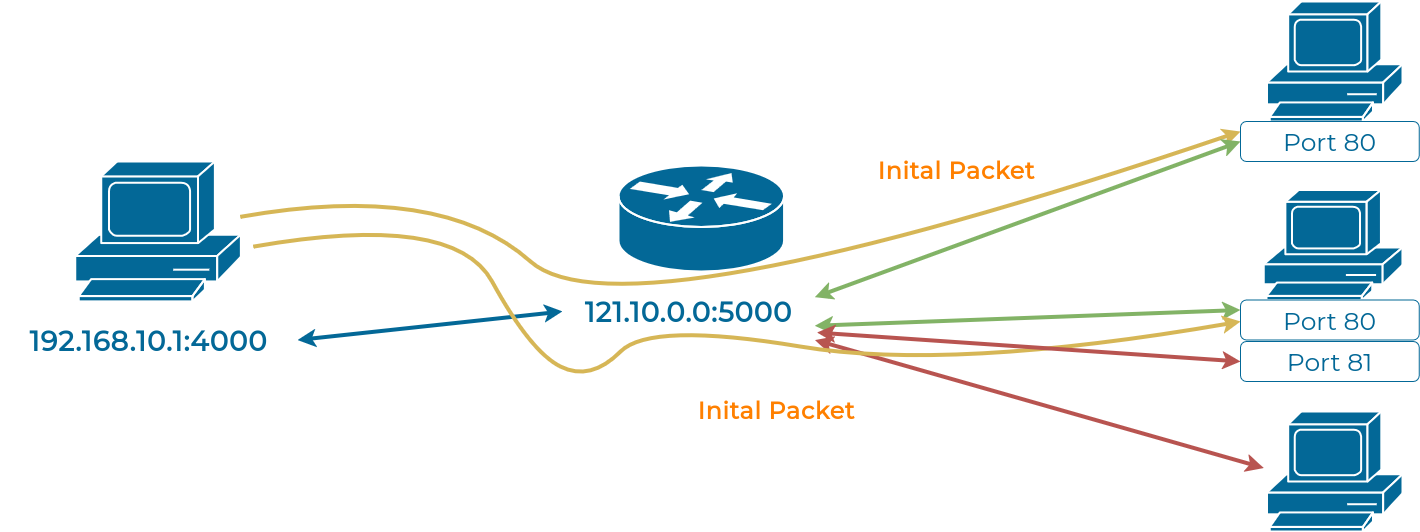 Port 80
Inital Packet
121.10.0.0:5000
192.168.10.1:4000
Port 80
Port 81
Inital Packet